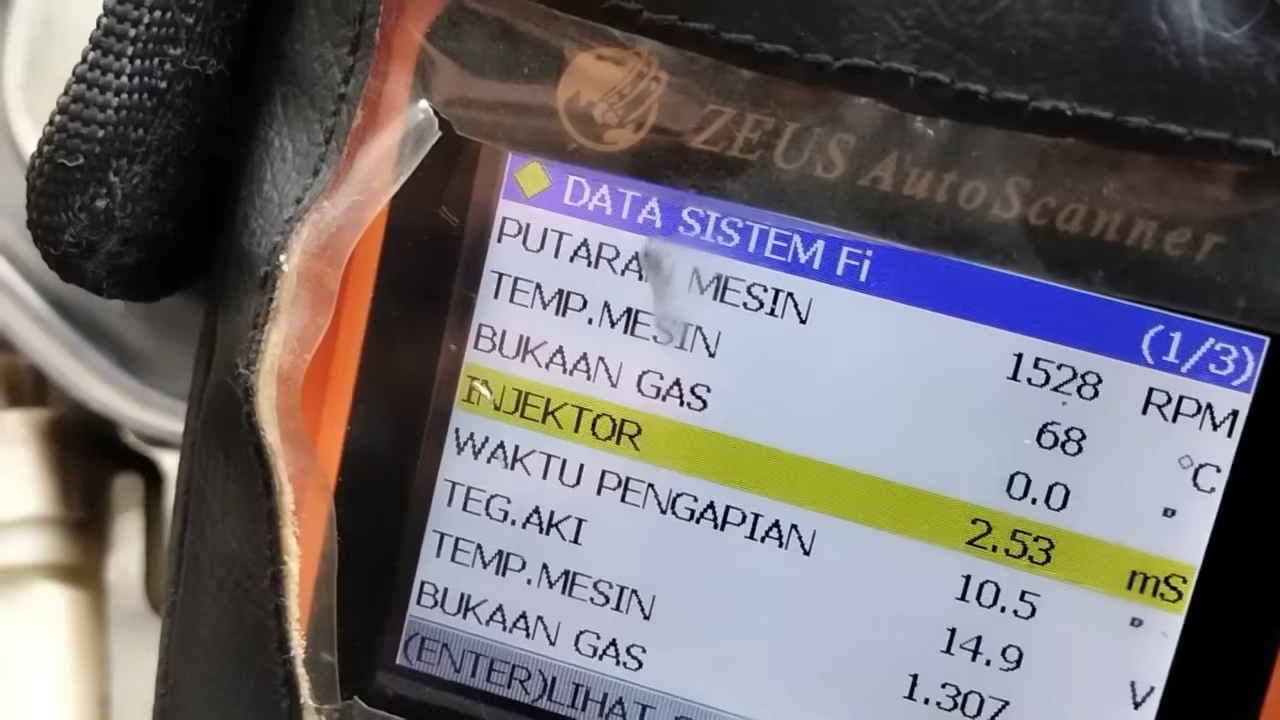 ZEUS AutoScanner
DATA SISTEM Fi (1/3)
PUTARAN MESIN 1528 RPM
TEMP.MESIN 68 °C
BUKAAN GAS 0.0 °
INJEKTOR 2.53 mS
WAKTU PENGAPIAN 10.5 °
TEG.AKI 14.9 V
TEMP.MESIN 1.307
BUKAAN GAS
(ENTER)LIHAT